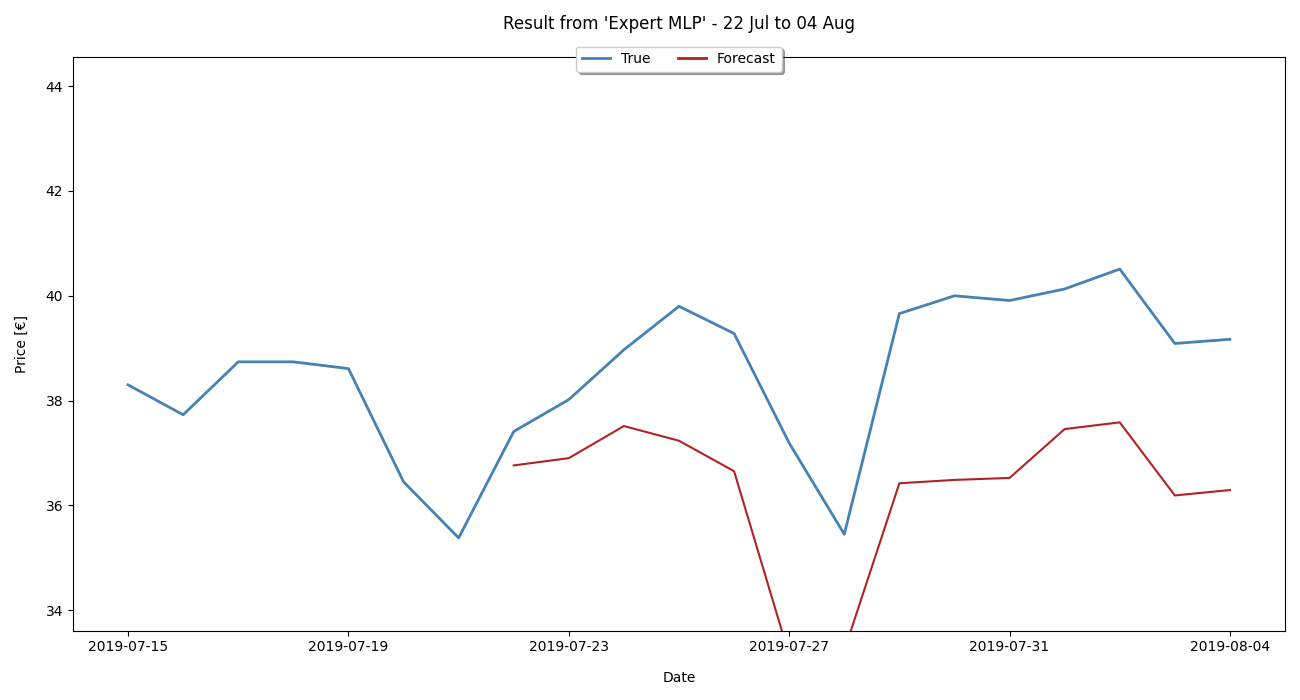 Result from 'Expert MLP' - 22 Jul to 04 Aug
True Forecast
44
42
40
38
36
34
Price [€]
2019-07-15 2019-07-19 2019-07-23 2019-07-27 2019-07-31 2019-08-04
Date